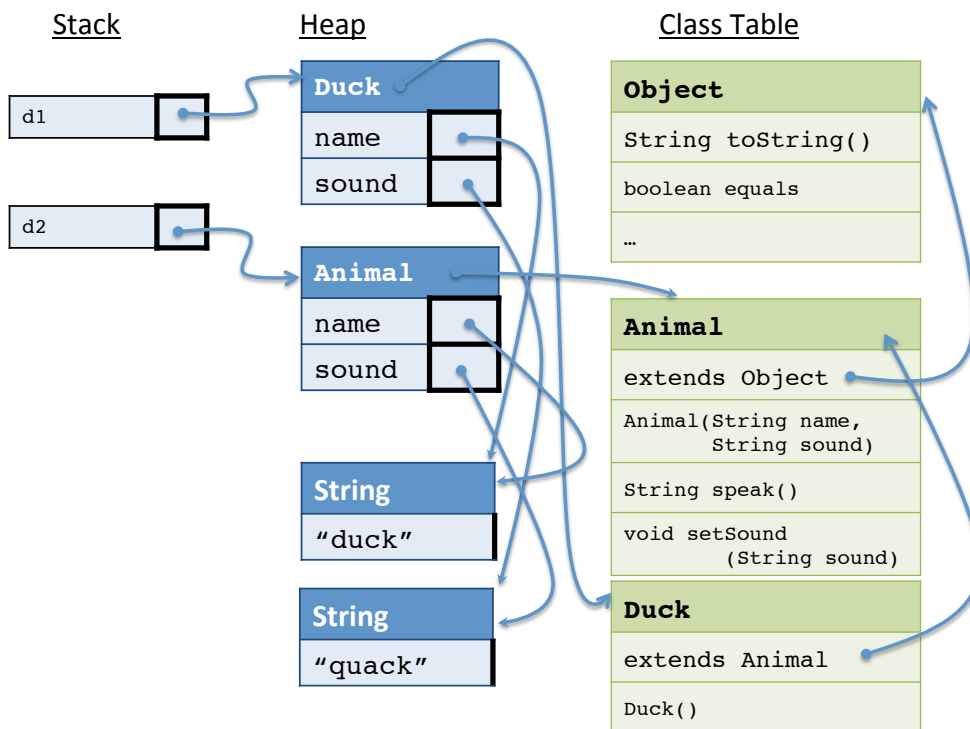 Stack
d1
d2
Heap
Duck
name
sound
Animal
name
sound
String
“duck”
String
“quack”
Class Table
Object
String toString()
boolean equals
…
Animal
extends Object
Animal(String name,
String sound)
String speak()
void setSound
(String sound)
Duck
extends Animal
Duck()